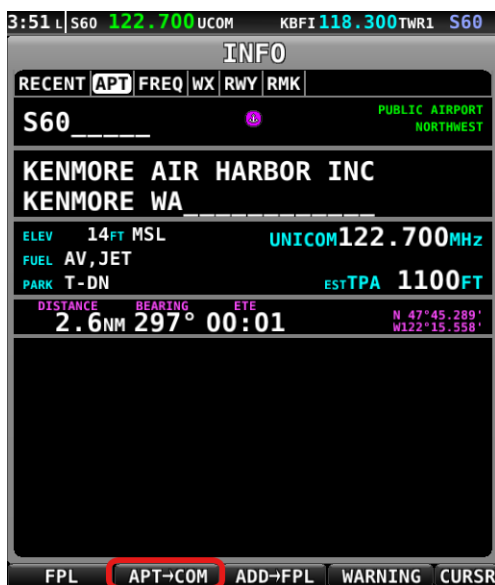 3:51 L S60 122.700 UCOM KBFI 118.300 TWR1 S60
INFO
RECENT APT FREQ WX RWY RMK
S60_____
PUBLIC AIRPORT
NORTHWEST
KENMORE AIR HARBOR INC
KENMORE WA____________
ELEV 14FT MSL UNICOM 122.700MHz
FUEL AV,JET
PARK T-DN ESTTPA 1100FT
DISTANCE BEARING ETE
2.6NM 297° 00:01
N 47°45.289'
W122°15.558'
FPL APT→COM ADD→FPL WARNING CURSR